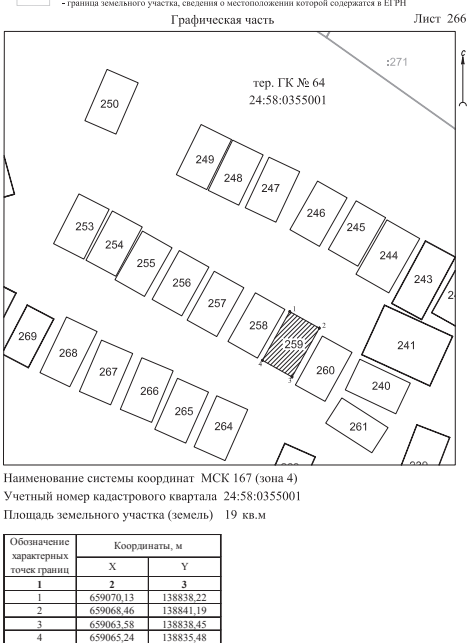 - граница земельного участка, сведения о местоположении которой содержатся в ЕГРН
Графическая часть
Лист 266
:271
С
тер. ГК № 64
24:58:0355001
250
249
248
247
246
245
244
243
253
254
255
256
257
258
1
2
259
4
3
260
241
240
261
269
268
267
266
265
264
Наименование системы координат МСК 167 (зона 4)
Учетный номер кадастрового квартала 24:58:0355001
Площадь земельного участка (земель) 19 кв.м
Обозначение характерных точек границ
Координаты, м
X Y
1 2 3
1 659070,13 138838,22
2 659068,46 138841,19
3 659063,58 138838,45
4 659065,24 138835,48